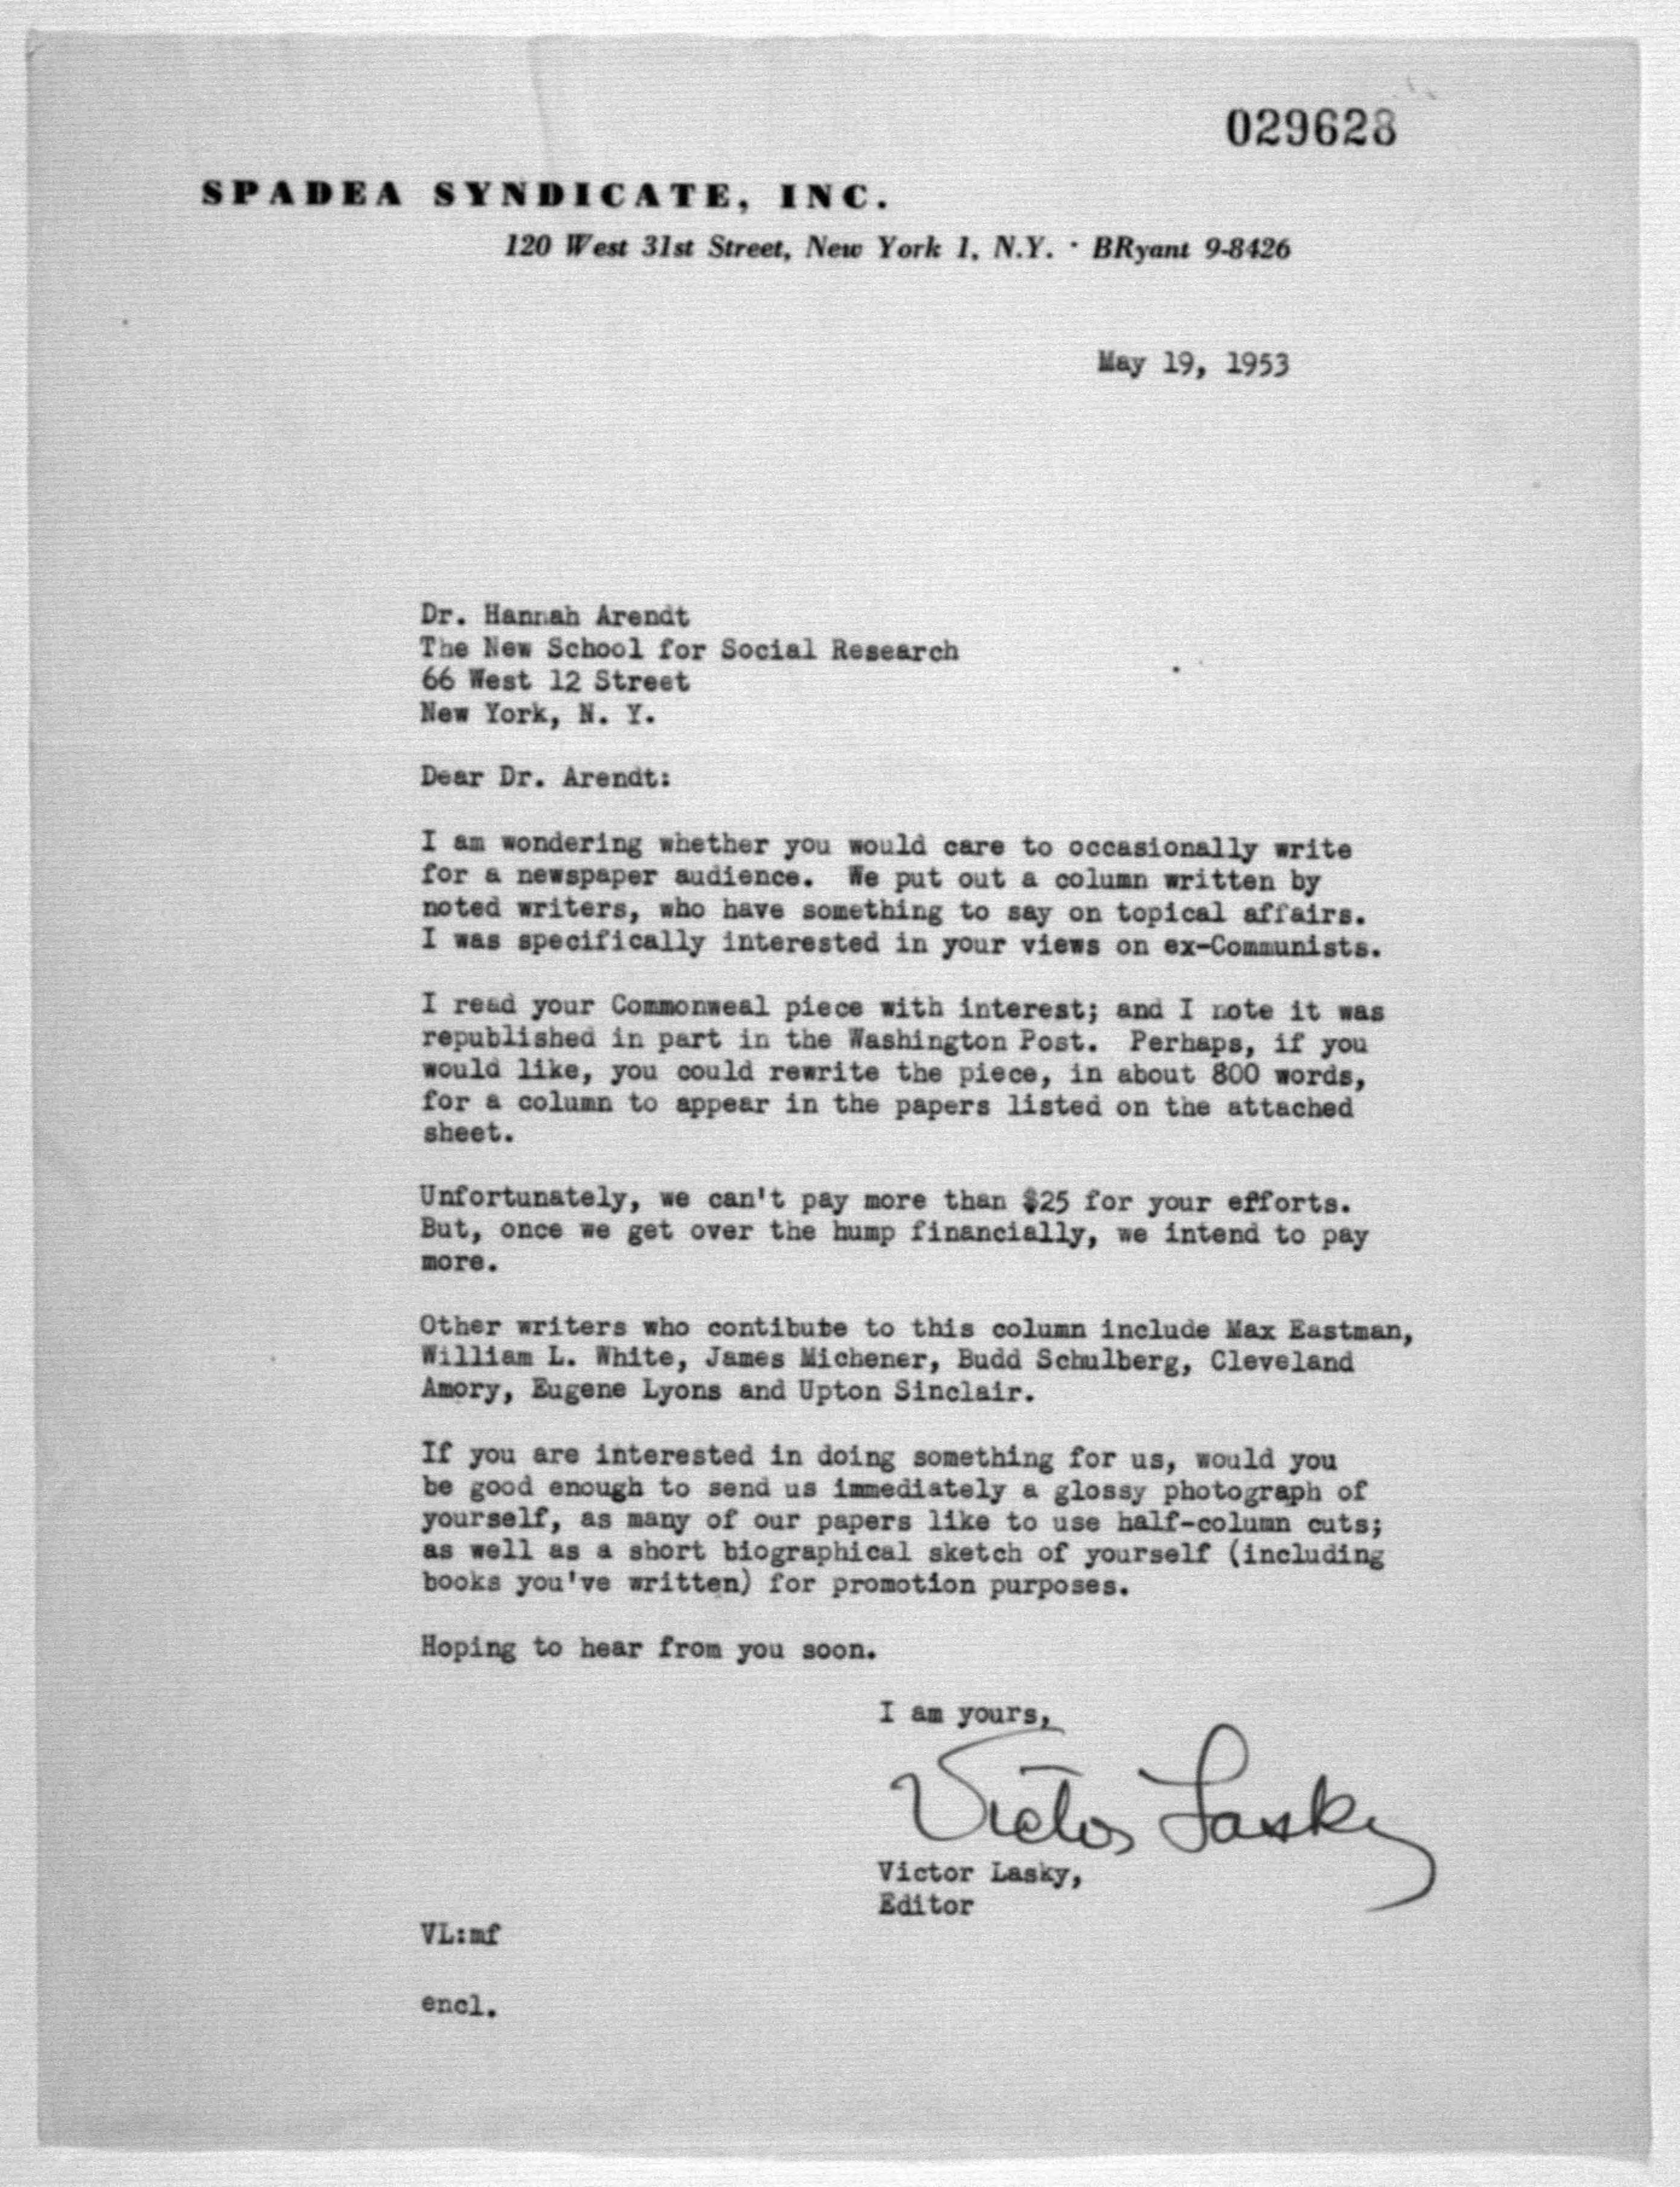 029628
SPADEA SYNDICATE, INC.
120 West 31st Street, New York 1, N.Y. · BRyant 9-8426
May 19, 1953
Dr. Hannah Arendt
The New School for Social Research
66 West 12 Street
New York, N. Y.
Dear Dr. Arendt:
I am wondering whether you would care to occasionally write
for a newspaper audience. We put out a column written by
noted writers, who have something to say on topical affairs.
I was specifically interested in your views on ex-Communists.
I read your Commonweal piece with interest; and I note it was
republished in part in the Washington Post. Perhaps, if you
would like, you could rewrite the piece, in about 800 words,
for a column to appear in the papers listed on the attached
sheet.
Unfortunately, we can't pay more than $25 for your efforts.
But, once we get over the hump financially, we intend to pay
more.
Other writers who contibute to this column include Max Eastman,
William L. White, James Michener, Budd Schulberg, Cleveland
Amory, Eugene Lyons and Upton Sinclair.
If you are interested in doing something for us, would you
be good enough to send us immediately a glossy photograph of
yourself, as many of our papers like to use half-column cuts;
as well as a short biographical sketch of yourself (including
books you've written) for promotion purposes.
Hoping to hear from you soon.
I am yours,
Victor Lasky
Victor Lasky,
Editor
VL:mf
encl.